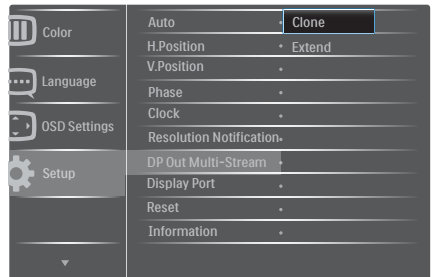 Color
Language
OSD Settings
Setup
Auto
H.Position
V.Position
Phase
Clock
Resolution Notification
DP Out Multi-Stream
Display Port
Reset
Information
Clone
Extend